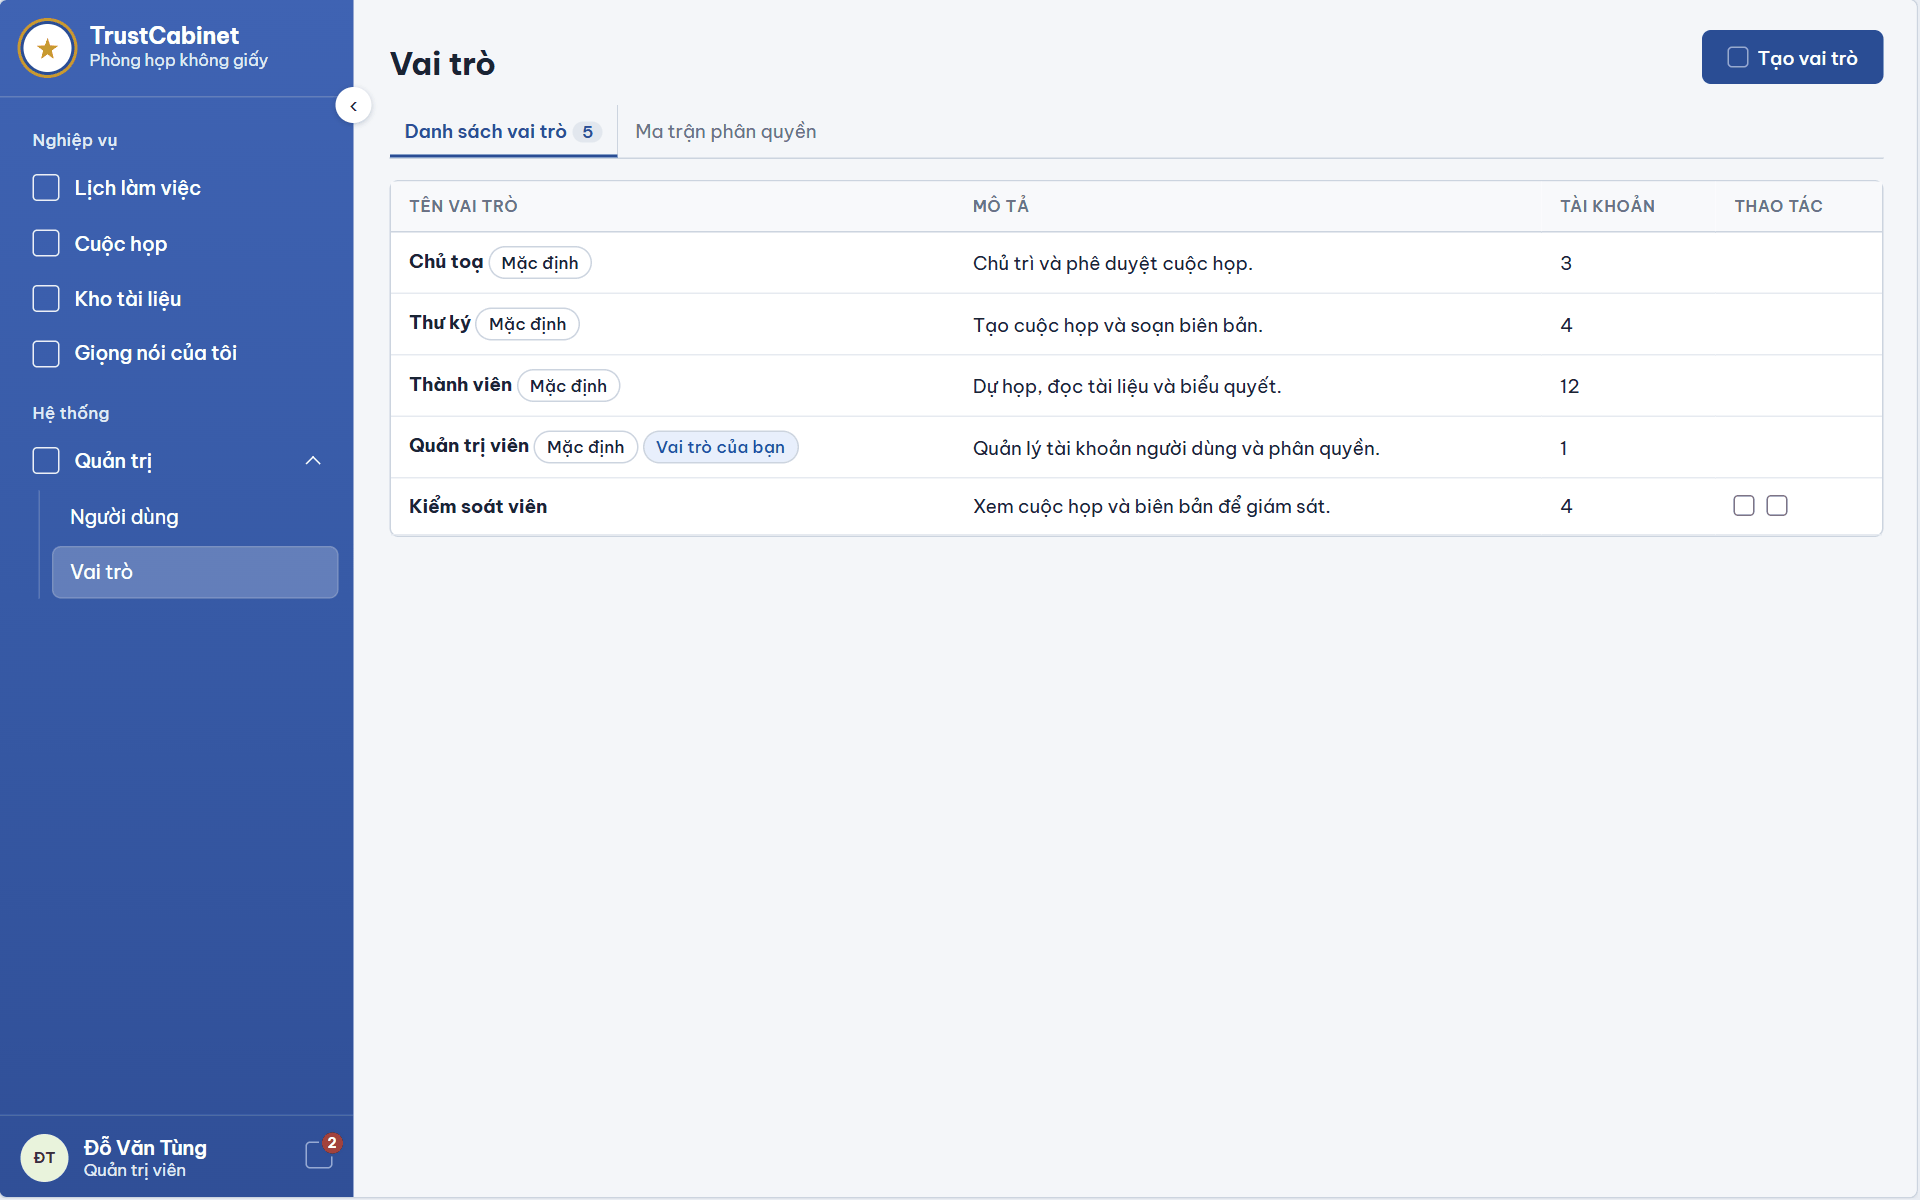 TrustCabinet
Phòng họp không giấy
Nghiệp vụ
Lịch làm việc
Cuộc họp
Kho tài liệu
Giọng nói của tôi
Hệ thống
Quản trị
Người dùng
Vai trò
ĐT
Đỗ Văn Tùng
Quản trị viên
2
Vai trò
Tạo vai trò
Danh sách vai trò 5 Ma trận phân quyền
TÊN VAI TRÒ MÔ TẢ TÀI KHOẢN THAO TÁC
Chủ toạ Mặc định Chủ trì và phê duyệt cuộc họp. 3
Thư ký Mặc định Tạo cuộc họp và soạn biên bản. 4
Thành viên Mặc định Dự họp, đọc tài liệu và biểu quyết. 12
Quản trị viên Mặc định Vai trò của bạn Quản lý tài khoản người dùng và phân quyền. 1
Kiểm soát viên Xem cuộc họp và biên bản để giám sát. 4